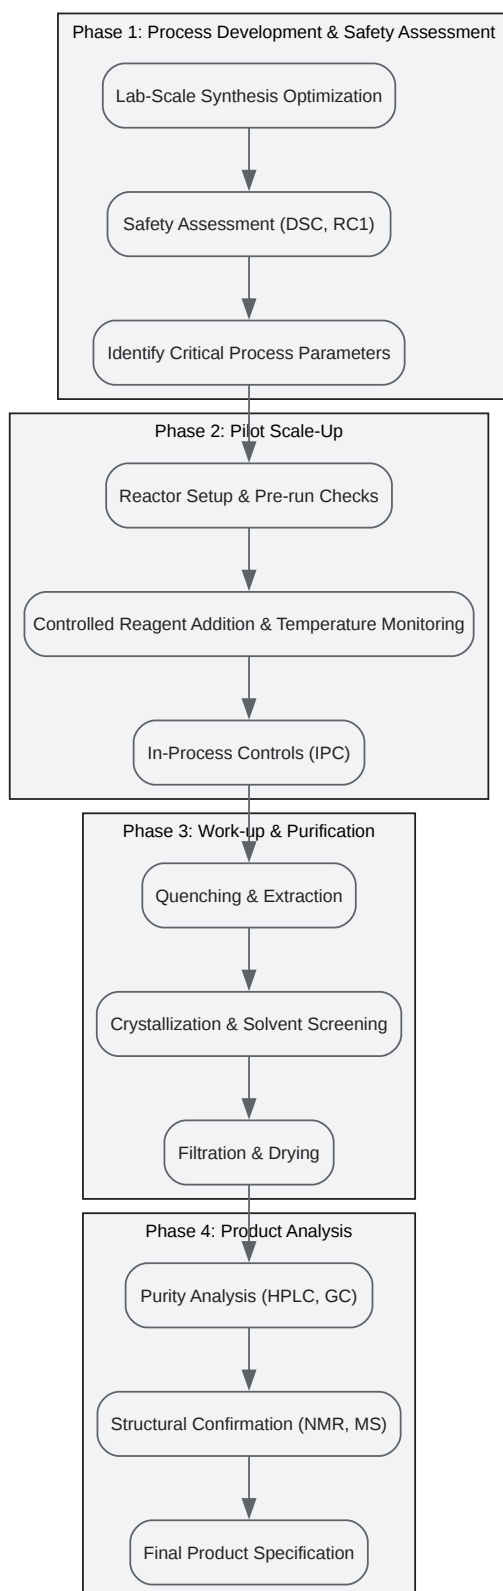 Phase 1: Process Development & Safety Assessment
Lab-Scale Synthesis Optimization
Safety Assessment (DSC, RC1)
Identify Critical Process Parameters
Phase 2: Pilot Scale-Up
Reactor Setup & Pre-run Checks
Controlled Reagent Addition & Temperature Monitoring
In-Process Controls (IPC)
Phase 3: Work-up & Purification
Quenching & Extraction
Crystallization & Solvent Screening
Filtration & Drying
Phase 4: Product Analysis
Purity Analysis (HPLC, GC)
Structural Confirmation (NMR, MS)
Final Product Specification